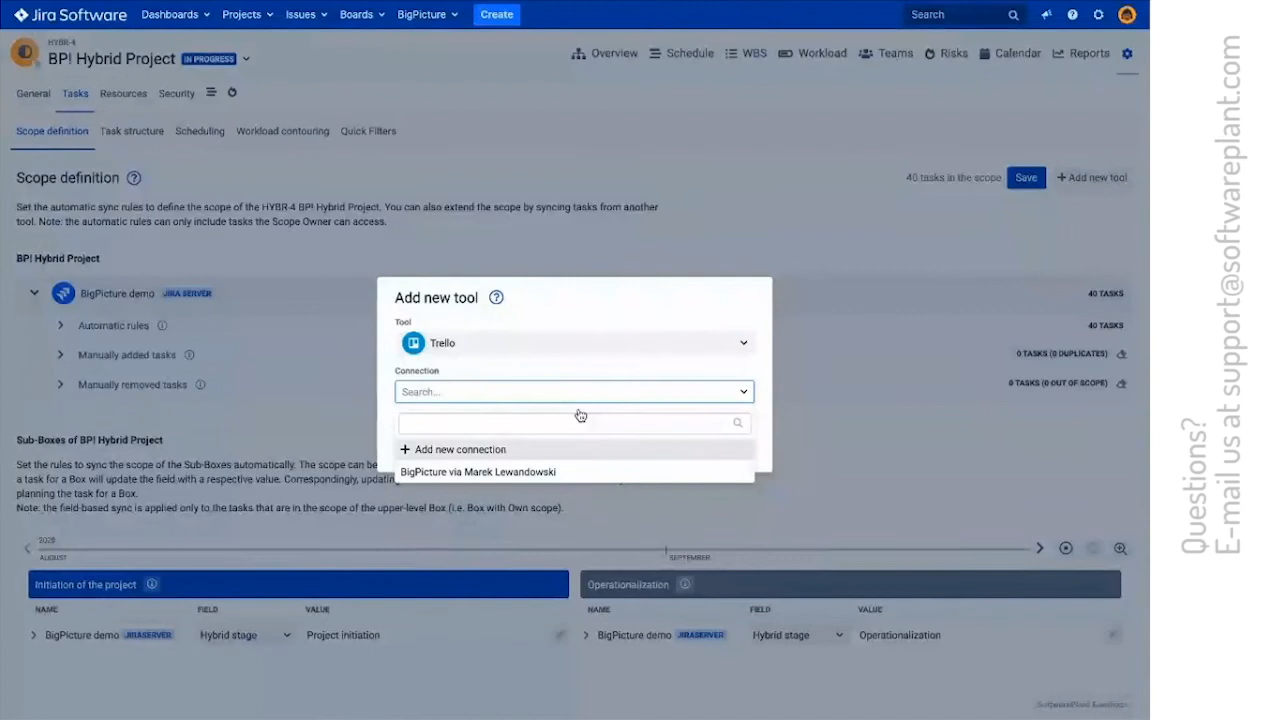 Jira Software Dashboards Projects Issues Boards BigPicture Create Search
HYBR-4
BP! Hybrid Project IN PROGRESS
Overview Schedule WBS Workload Teams Risks Calendar Reports
General Tasks Resources Security
Scope definition Task structure Scheduling Workload contouring Quick Filters
Scope definition
40 tasks in the scope Save + Add new tool
Set the automatic sync rules to define the scope of the HYBR-4 BP! Hybrid Project. You can also extend the scope by syncing tasks from another
tool. Note: the automatic rules can only include tasks the Scope Owner can access.
BP! Hybrid Project
BigPicture demo JIRA SERVER 40 TASKS
Automatic rules 40 TASKS
Manually added tasks 0 TASKS (0 DUPLICATES)
Manually removed tasks 0 TASKS (0 OUT OF SCOPE)
Add new tool
Tool
Trello
Connection
Search...
+ Add new connection
BigPicture via Marek Lewandowski
Sub-Boxes of BP! Hybrid Project
Set the rules to sync the scope of the Sub-Boxes automatically. The scope can be
a task for a Box will update the field with a respective value. Correspondingly, updating
planning the task for a Box.
Note: the field-based sync is applied only to the tasks that are in the scope of the upper-level Box (i.e. Box with Own scope).
AUGUST SEPTEMBER
Initiation of the project Operationalization
NAME FIELD VALUE NAME FIELD VALUE
BigPicture demo JIRASERVER Hybrid stage Project initiation BigPicture demo JIRASERVER Hybrid stage Operationalization
Questions?
E-mail us at support@softwareplant.com